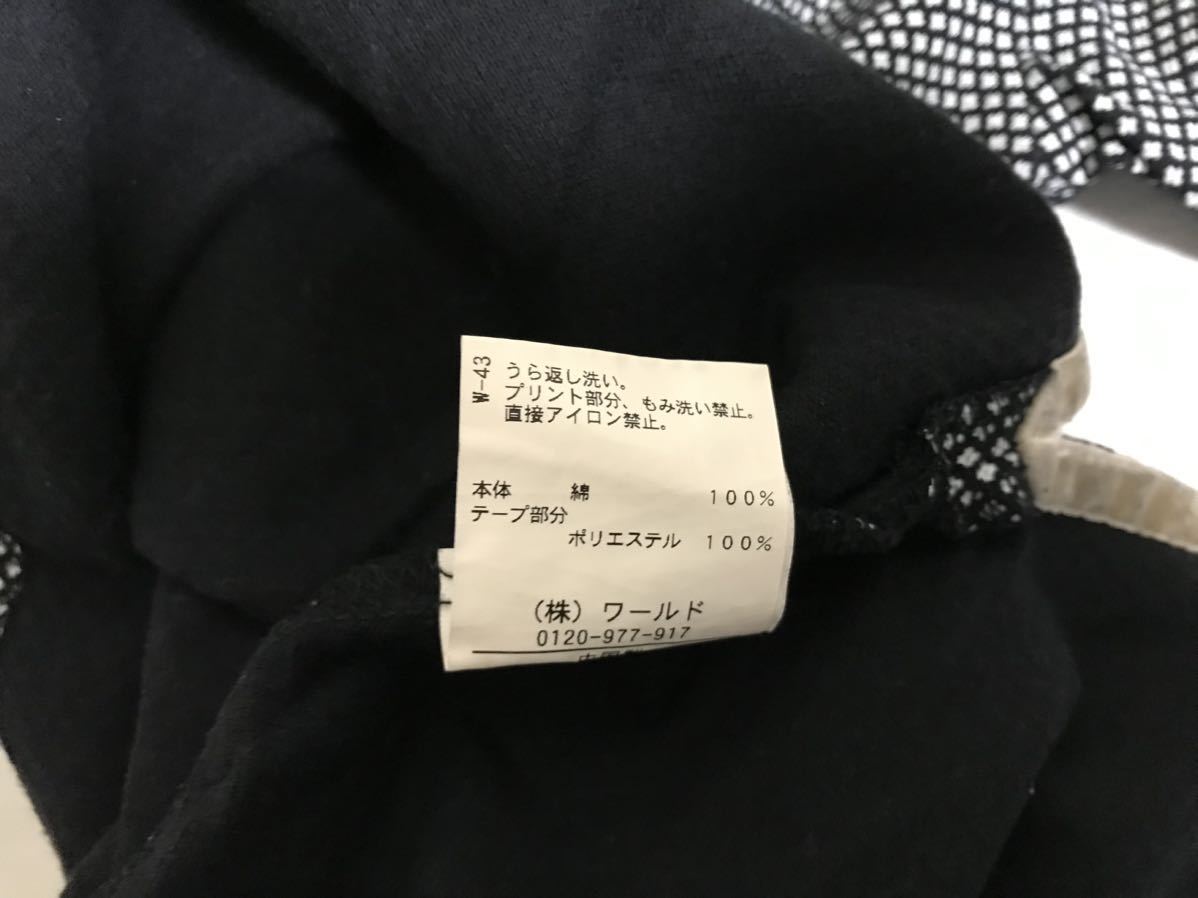 W-43
うら返し洗い。
プリント部分、もみ洗い禁止。
直接アイロン禁止。
本体 綿 100%
テープ部分
ポリエステル 100%
(株) ワールド
0120-977-917